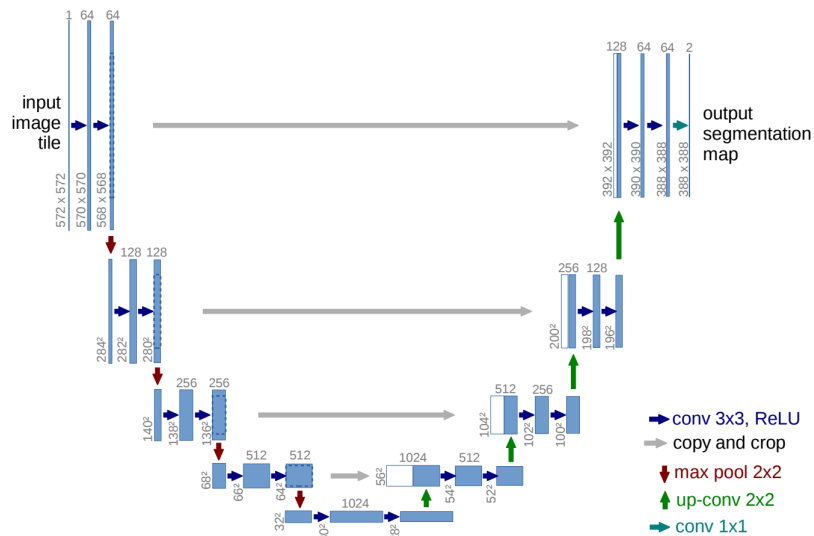 1 64 64
128 64 64 2
input
image
tile
output
segmentation
map
572 x 572
570 x 570
568 x 568
392 x 392
390 x 390
388 x 388
388 x 388
128 128
256 128
284²
282²
280²
200²
198²
196²
256 256
512 256
140²
138²
136²
104²
102²
100²
512 512
1024 512
68²
66²
64²
56²
54²
52²
1024
32²
conv 3x3, ReLU
copy and crop
max pool 2x2
up-conv 2x2
conv 1x1